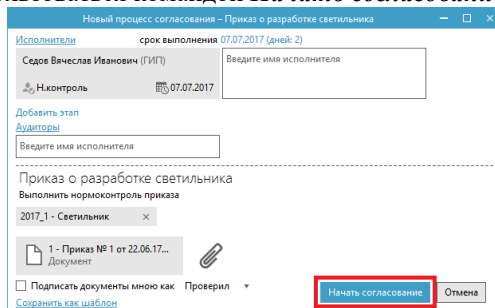 Новый процесс согласования – Приказ о разработке светильника
Исполнители срок выполнения 07.07.2017 (дней: 2)
Седов Вячеслав Иванович (ГИП) Введите имя исполнителя
Н.контроль 07.07.2017
Добавить этап
Аудиторы
Введите имя исполнителя
Приказ о разработке светильника
Выполнить нормоконтроль приказа
2017_1 - Светильник ×
1 - Приказ № 1 от 22.06.17...
Документ
Подписать документы мною как Проверил
Начать согласование Отмена
Сохранить как шаблон